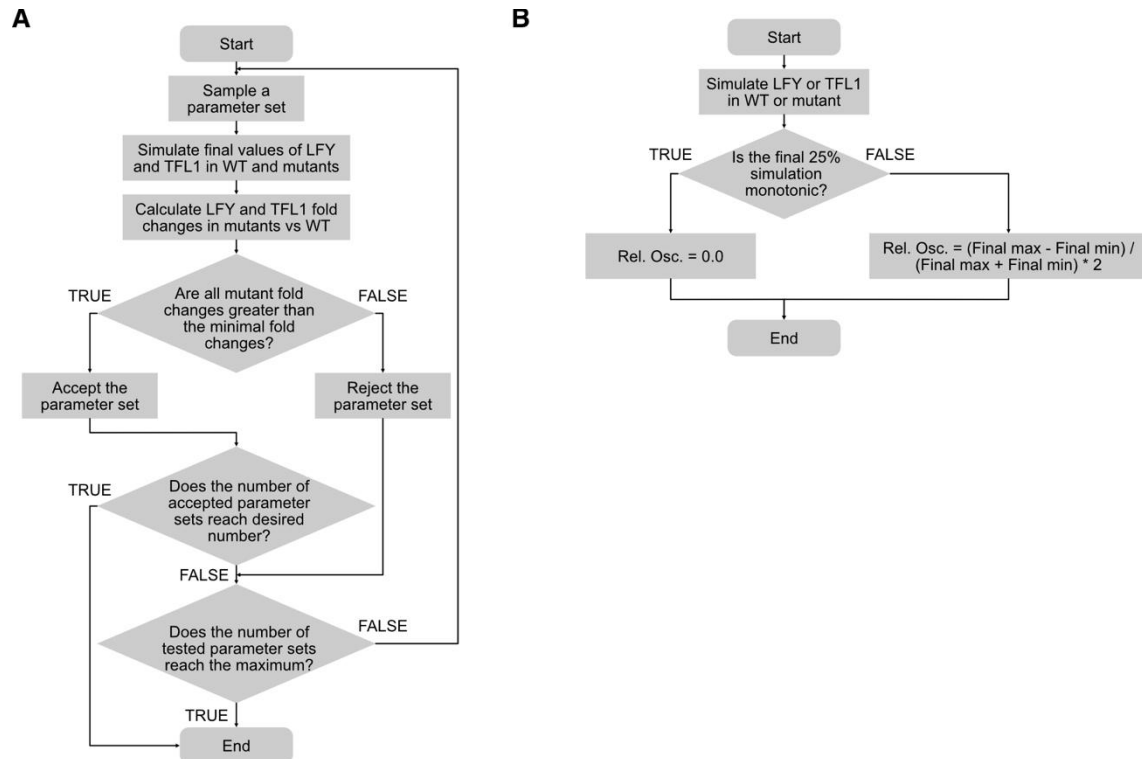 A
Start
Sample a
parameter set
Simulate final values of LFY
and TFL1 in WT and mutants
Calculate LFY and TFL1 fold
changes in mutants vs WT
TRUE
FALSE
Are all mutant fold
changes greater than
the minimal fold
changes?
Accept the
parameter set
Reject the
parameter set
TRUE
Does the number of
accepted parameter
sets reach desired
number?
FALSE
Does the number of
tested parameter sets
reach the maximum?
FALSE
TRUE
End
B
Start
Simulate LFY or TFL1
in WT or mutant
TRUE
FALSE
Is the final 25%
simulation
monotonic?
Rel. Osc. = 0.0
Rel. Osc. = (Final max - Final min) /
(Final max + Final min) * 2
End